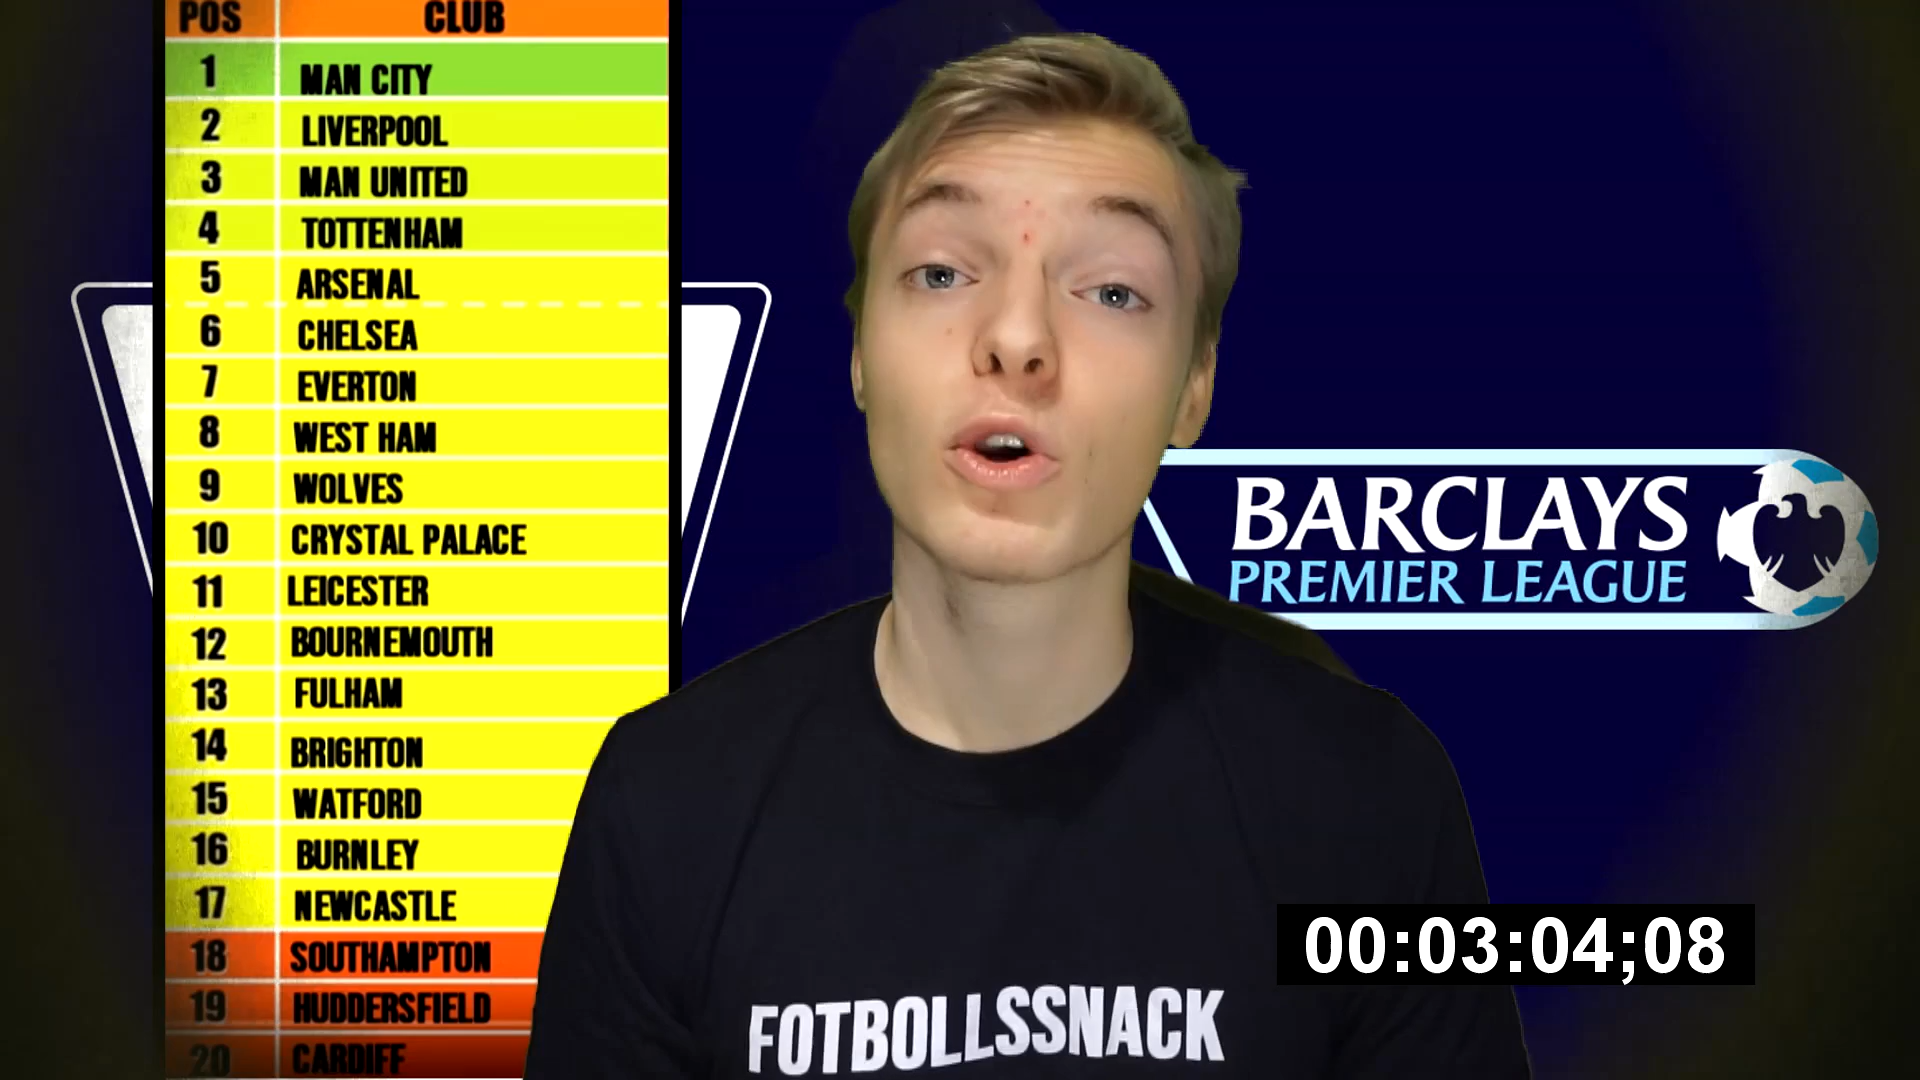 POS CLUB
1 MAN CITY
2 LIVERPOOL
3 MAN UNITED
4 TOTTENHAM
5 ARSENAL
6 CHELSEA
7 EVERTON
8 WEST HAM
9 WOLVES
10 CRYSTAL PALACE
11 LEICESTER
12 BOURNEMOUTH
13 FULHAM
14 BRIGHTON
15 WATFORD
16 BURNLEY
17 NEWCASTLE
18 SOUTHAMPTON
19 HUDDERSFIELD
20 CARDIFF
BARCLAYS
PREMIER LEAGUE
00:03:04;08
FOTBOLLSSNACK